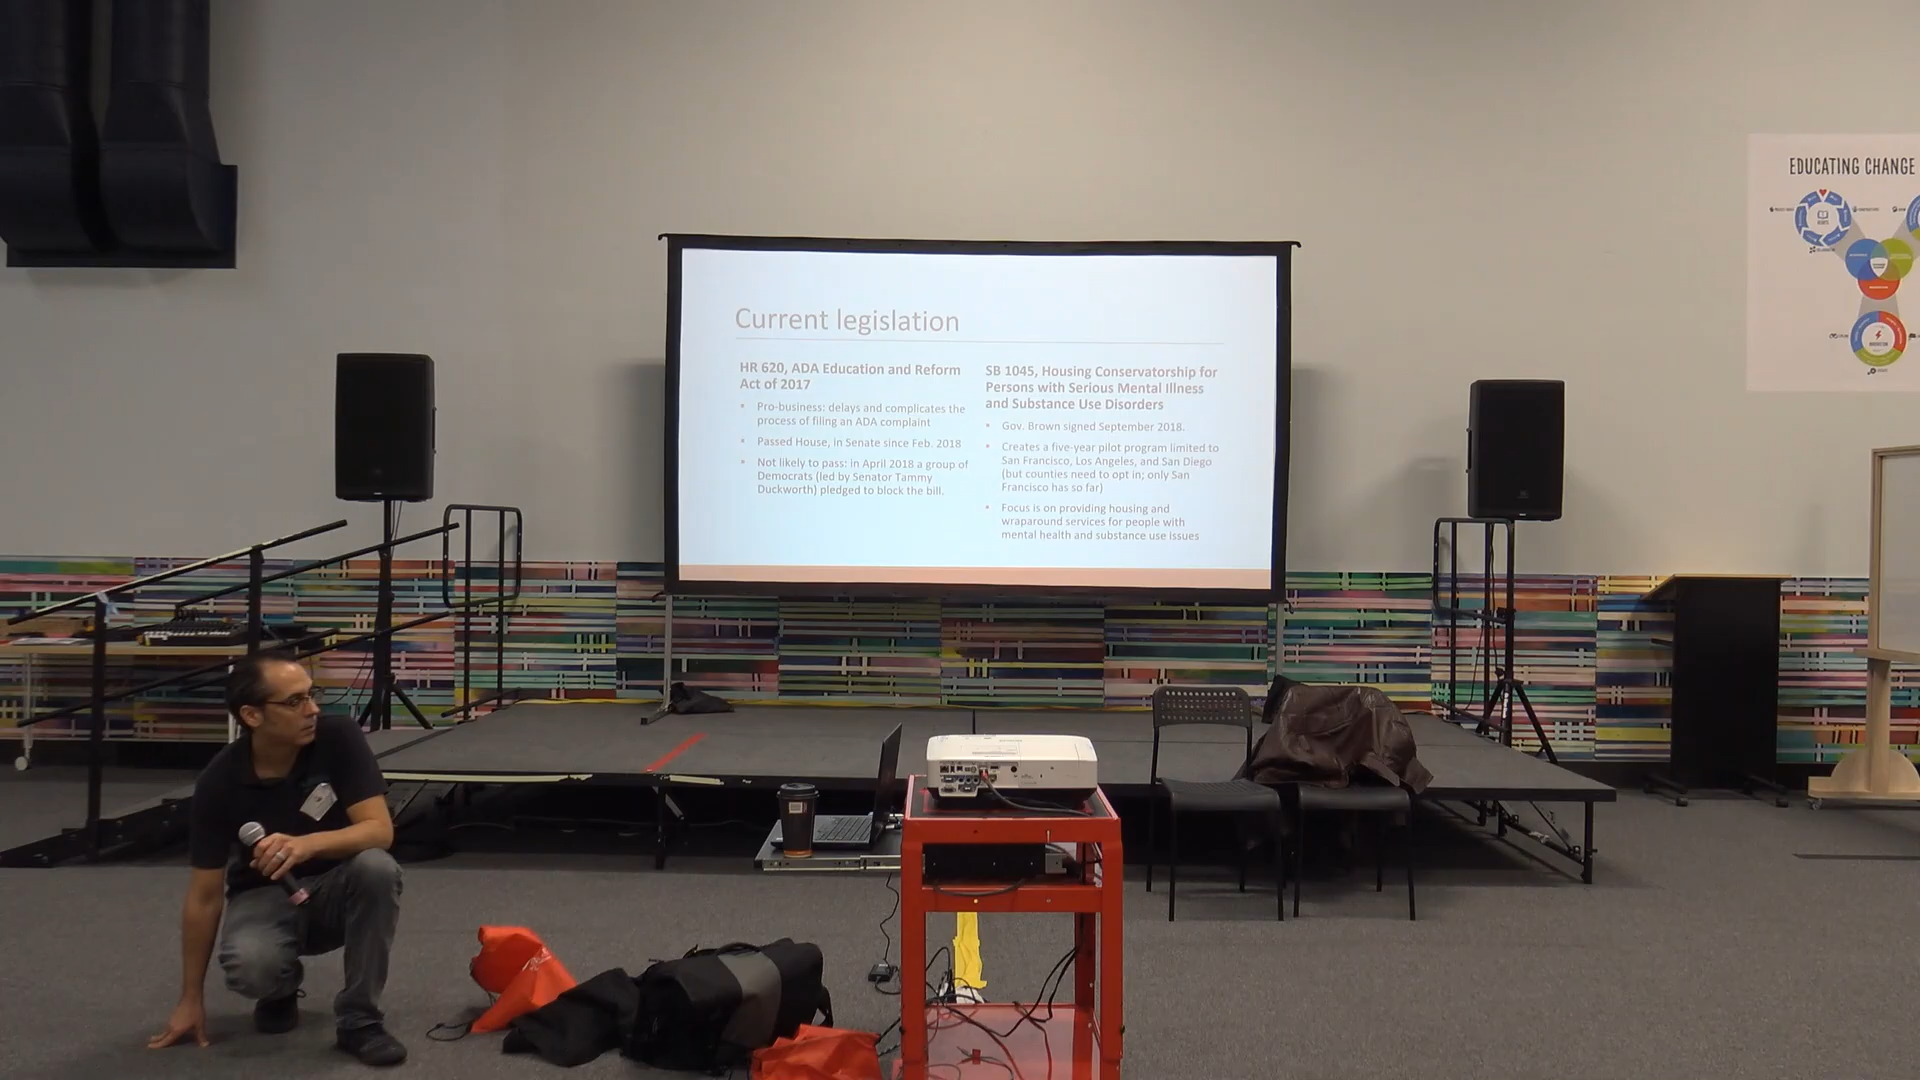 Current legislation
HR 620, ADA Education and Reform
Act of 2017
• Pro-business: delays and complicates the
process of filing an ADA complaint
• Passed House, in Senate since Feb. 2018
• Not likely to pass: in April 2018 a group of
Democrats (led by Senator Tammy
Duckworth) pledged to block the bill.
SB 1045, Housing Conservatorship for
Persons with Serious Mental Illness
and Substance Use Disorders
• Gov. Brown signed September 2018.
• Creates a five-year pilot program limited to
San Francisco, Los Angeles, and San Diego
(but counties need to opt in; only San
Francisco has so far)
• Focus is on providing housing and
wraparound services for people with
mental health and substance use issues
EDUCATING CHANGE